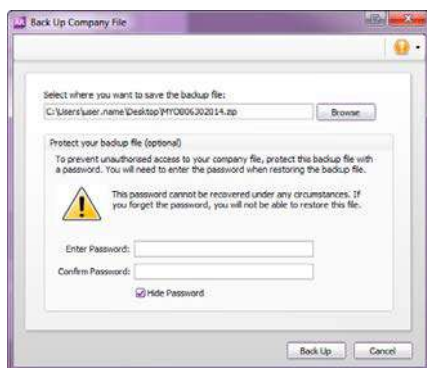 Back Up Company File
Select where you want to save the backup file:
C:\Users\user.name\Desktop\MYO006302014.zip
Browse
Protect your backup file (optional)
To prevent unauthorised access to your company file, protect this backup file with
a password. You will need to enter the password when restoring the backup file.
This password cannot be recovered under any circumstances. If
you forget the password, you will not be able to restore this file.
Enter Password:
Confirm Password:
Hide Password
Back Up
Cancel